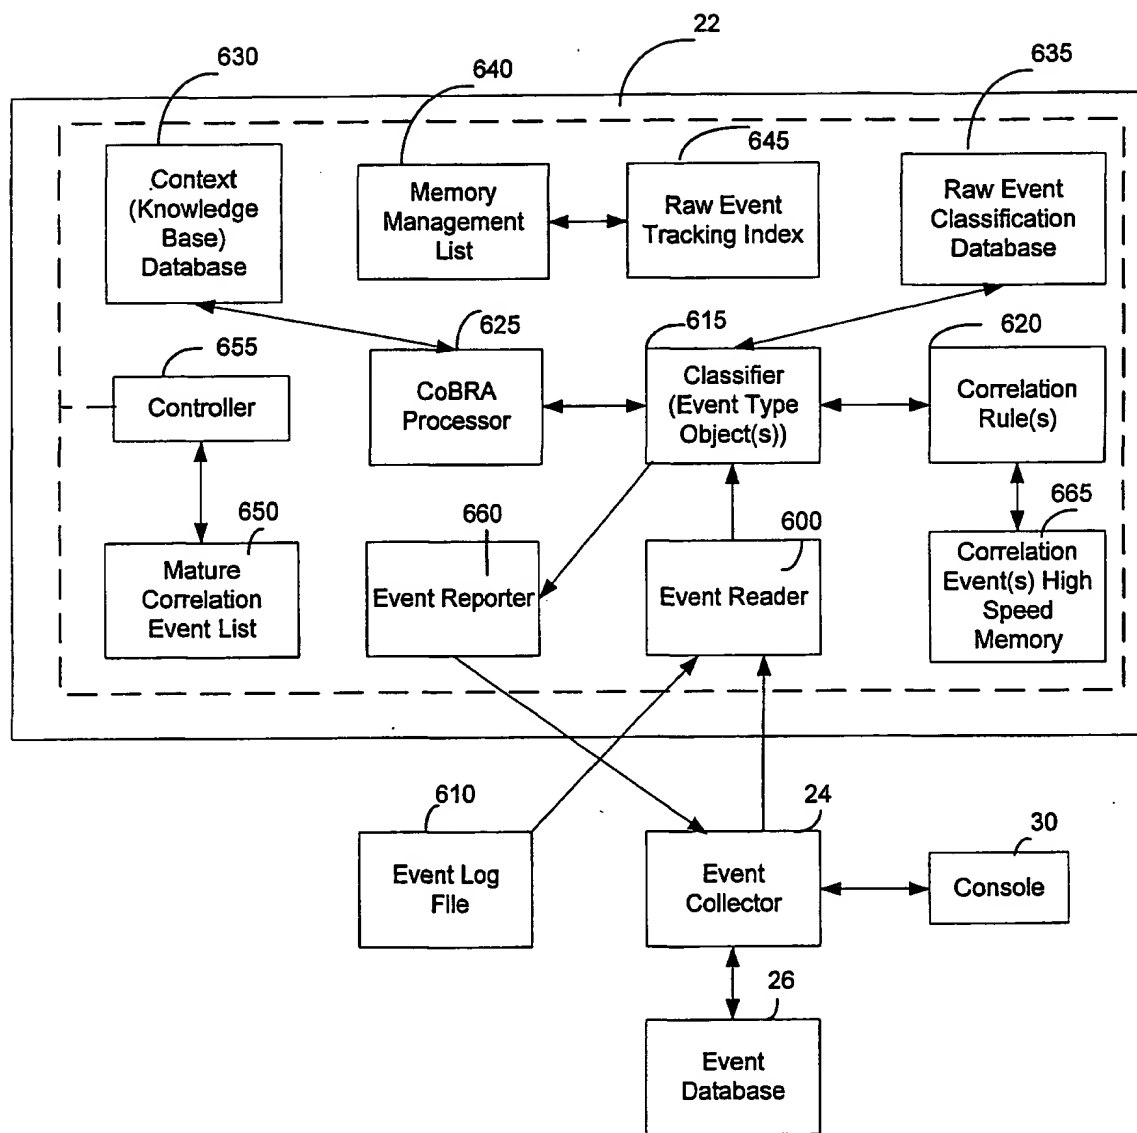 22
630
640
635
645
Context
(Knowledge
Base)
Database
Memory
Management
List
Raw Event
Tracking Index
Raw Event
Classification
Database
655
625
615
620
Controller
CoBRA
Processor
Classifier
(Event Type
Object(s))
Correlation
Rule(s)
650
660
600
665
Mature
Correlation
Event List
Event Reporter
Event Reader
Correlation
Event(s) High
Speed
Memory
610
24
30
Event Log
File
Event
Collector
Console
26
Event
Database